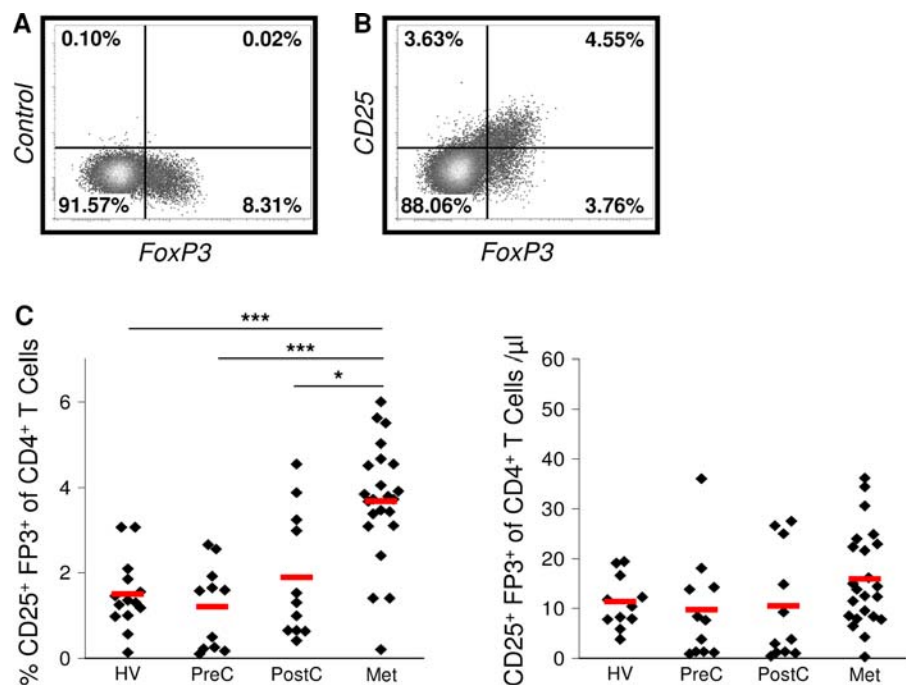 A
0.10%
0.02%
Control
91.57%
8.31%
FoxP3
B
3.63%
4.55%
CD25
88.06%
3.76%
FoxP3
C
***
***
*
% CD25⁺ FP3⁺ of CD4⁺ T Cells
6
4
2
0
HV PreC PostC Met
CD25⁺ FP3⁺ of CD4⁺ T Cells /µl
60
50
40
30
20
10
0
HV PreC PostC Met